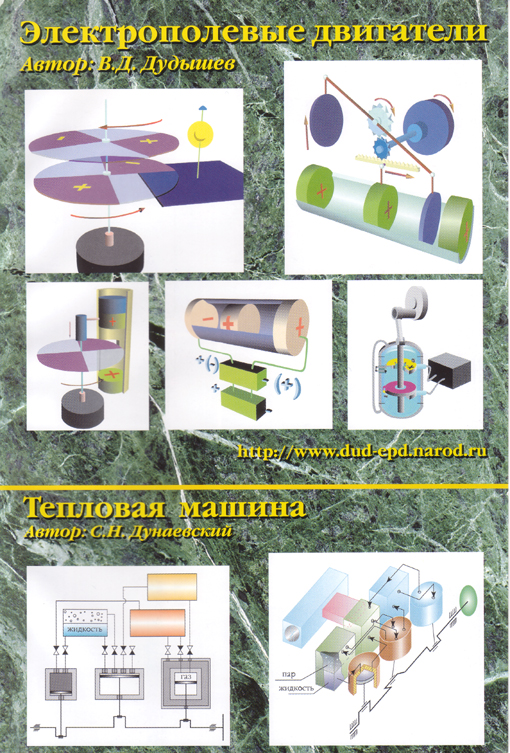 Электрополевые двигатели
Автор: В.Д. Дудышев
http://www.dud-epd.narod.ru
Тепловая машина
Автор: С.Н. Дунаевский
жидкость
газ
пар
жидкость